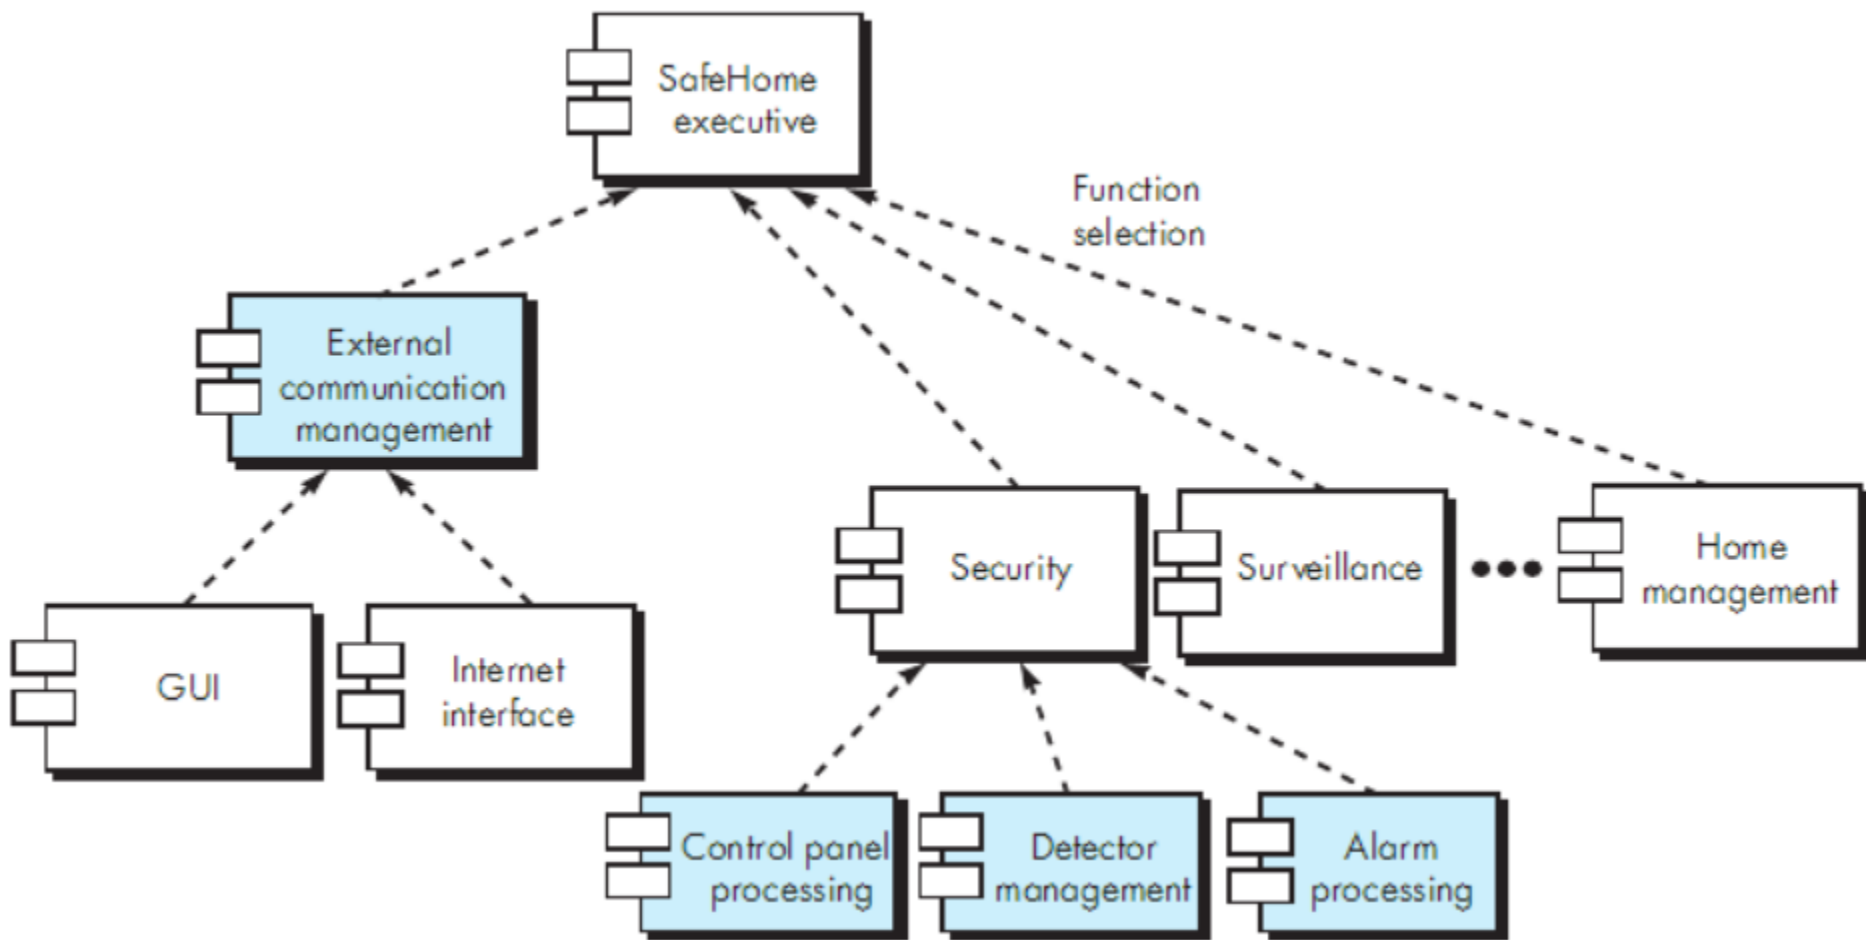 SafeHome
executive
Function
selection
External
communication
management
Security
Surveillance
Home
management
GUI
Internet
interface
Control panel
processing
Detector
management
Alarm
processing